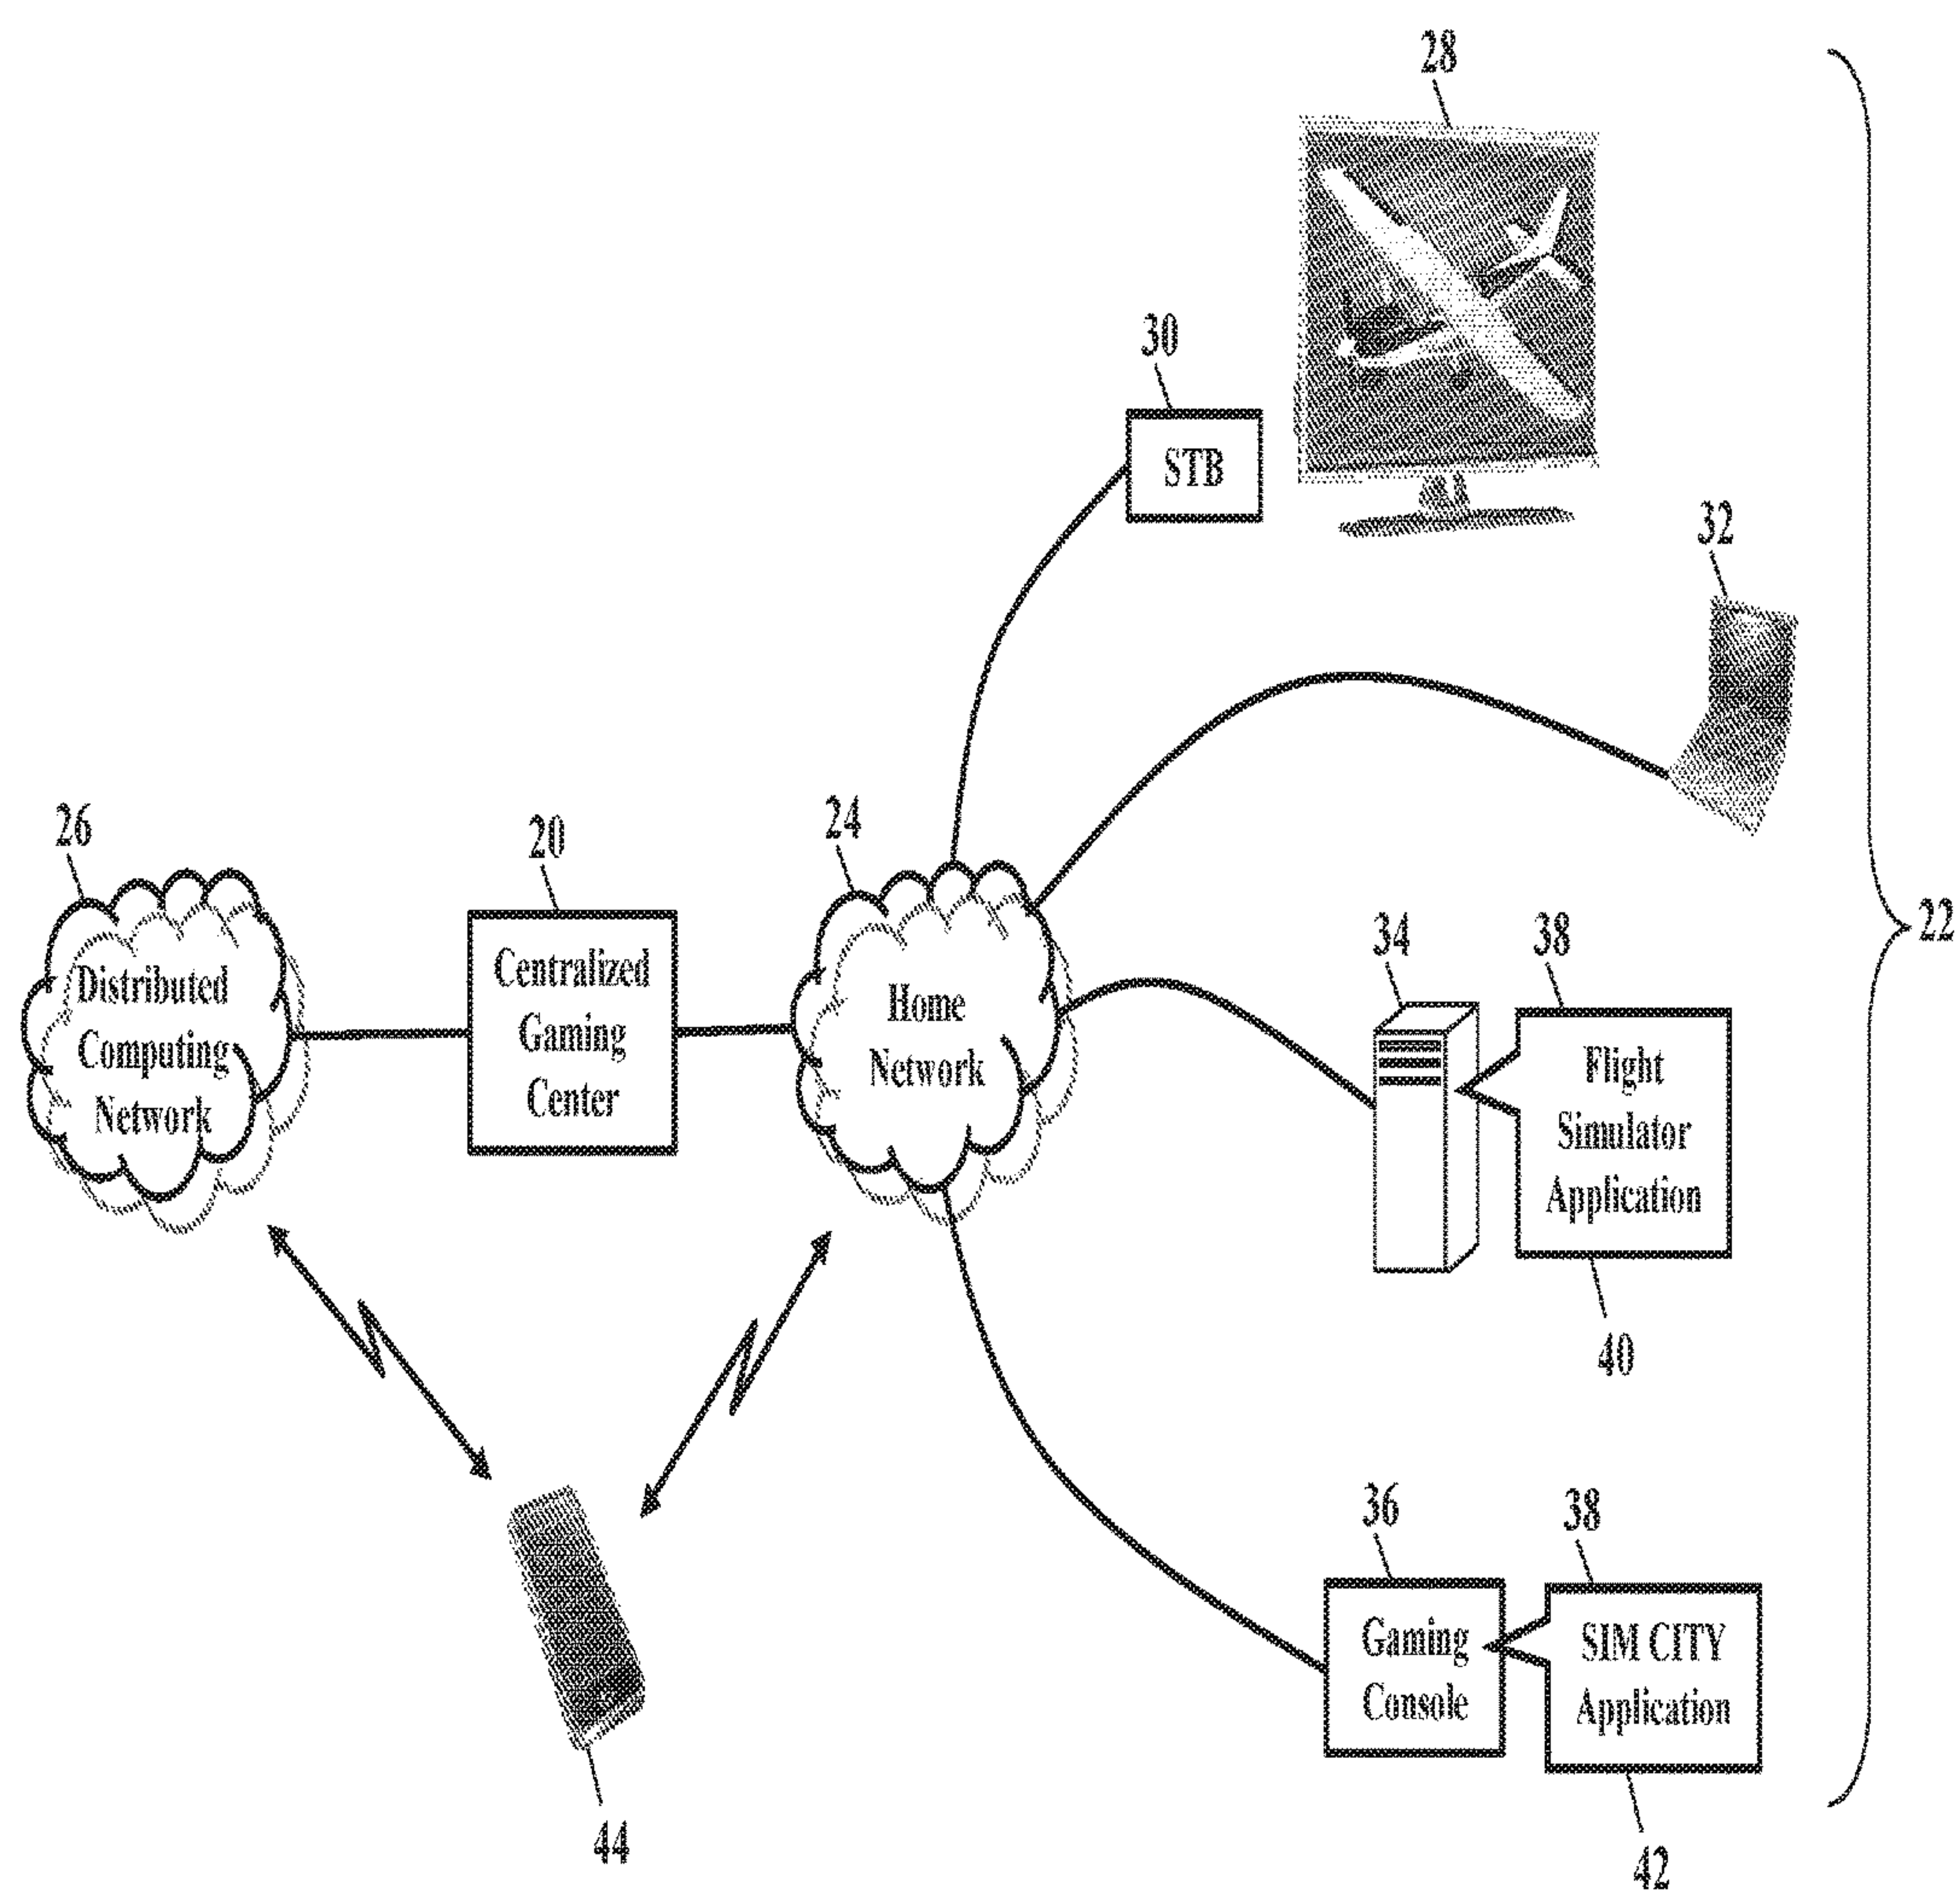 28
30
STB
32
26
20
24
Distributed
Computing
Network
Centralized
Gaming
Center
Home
Network
34
38
Flight
Simulator
Application
40
22
36
38
Gaming
Console
SIM CITY
Application
42
44